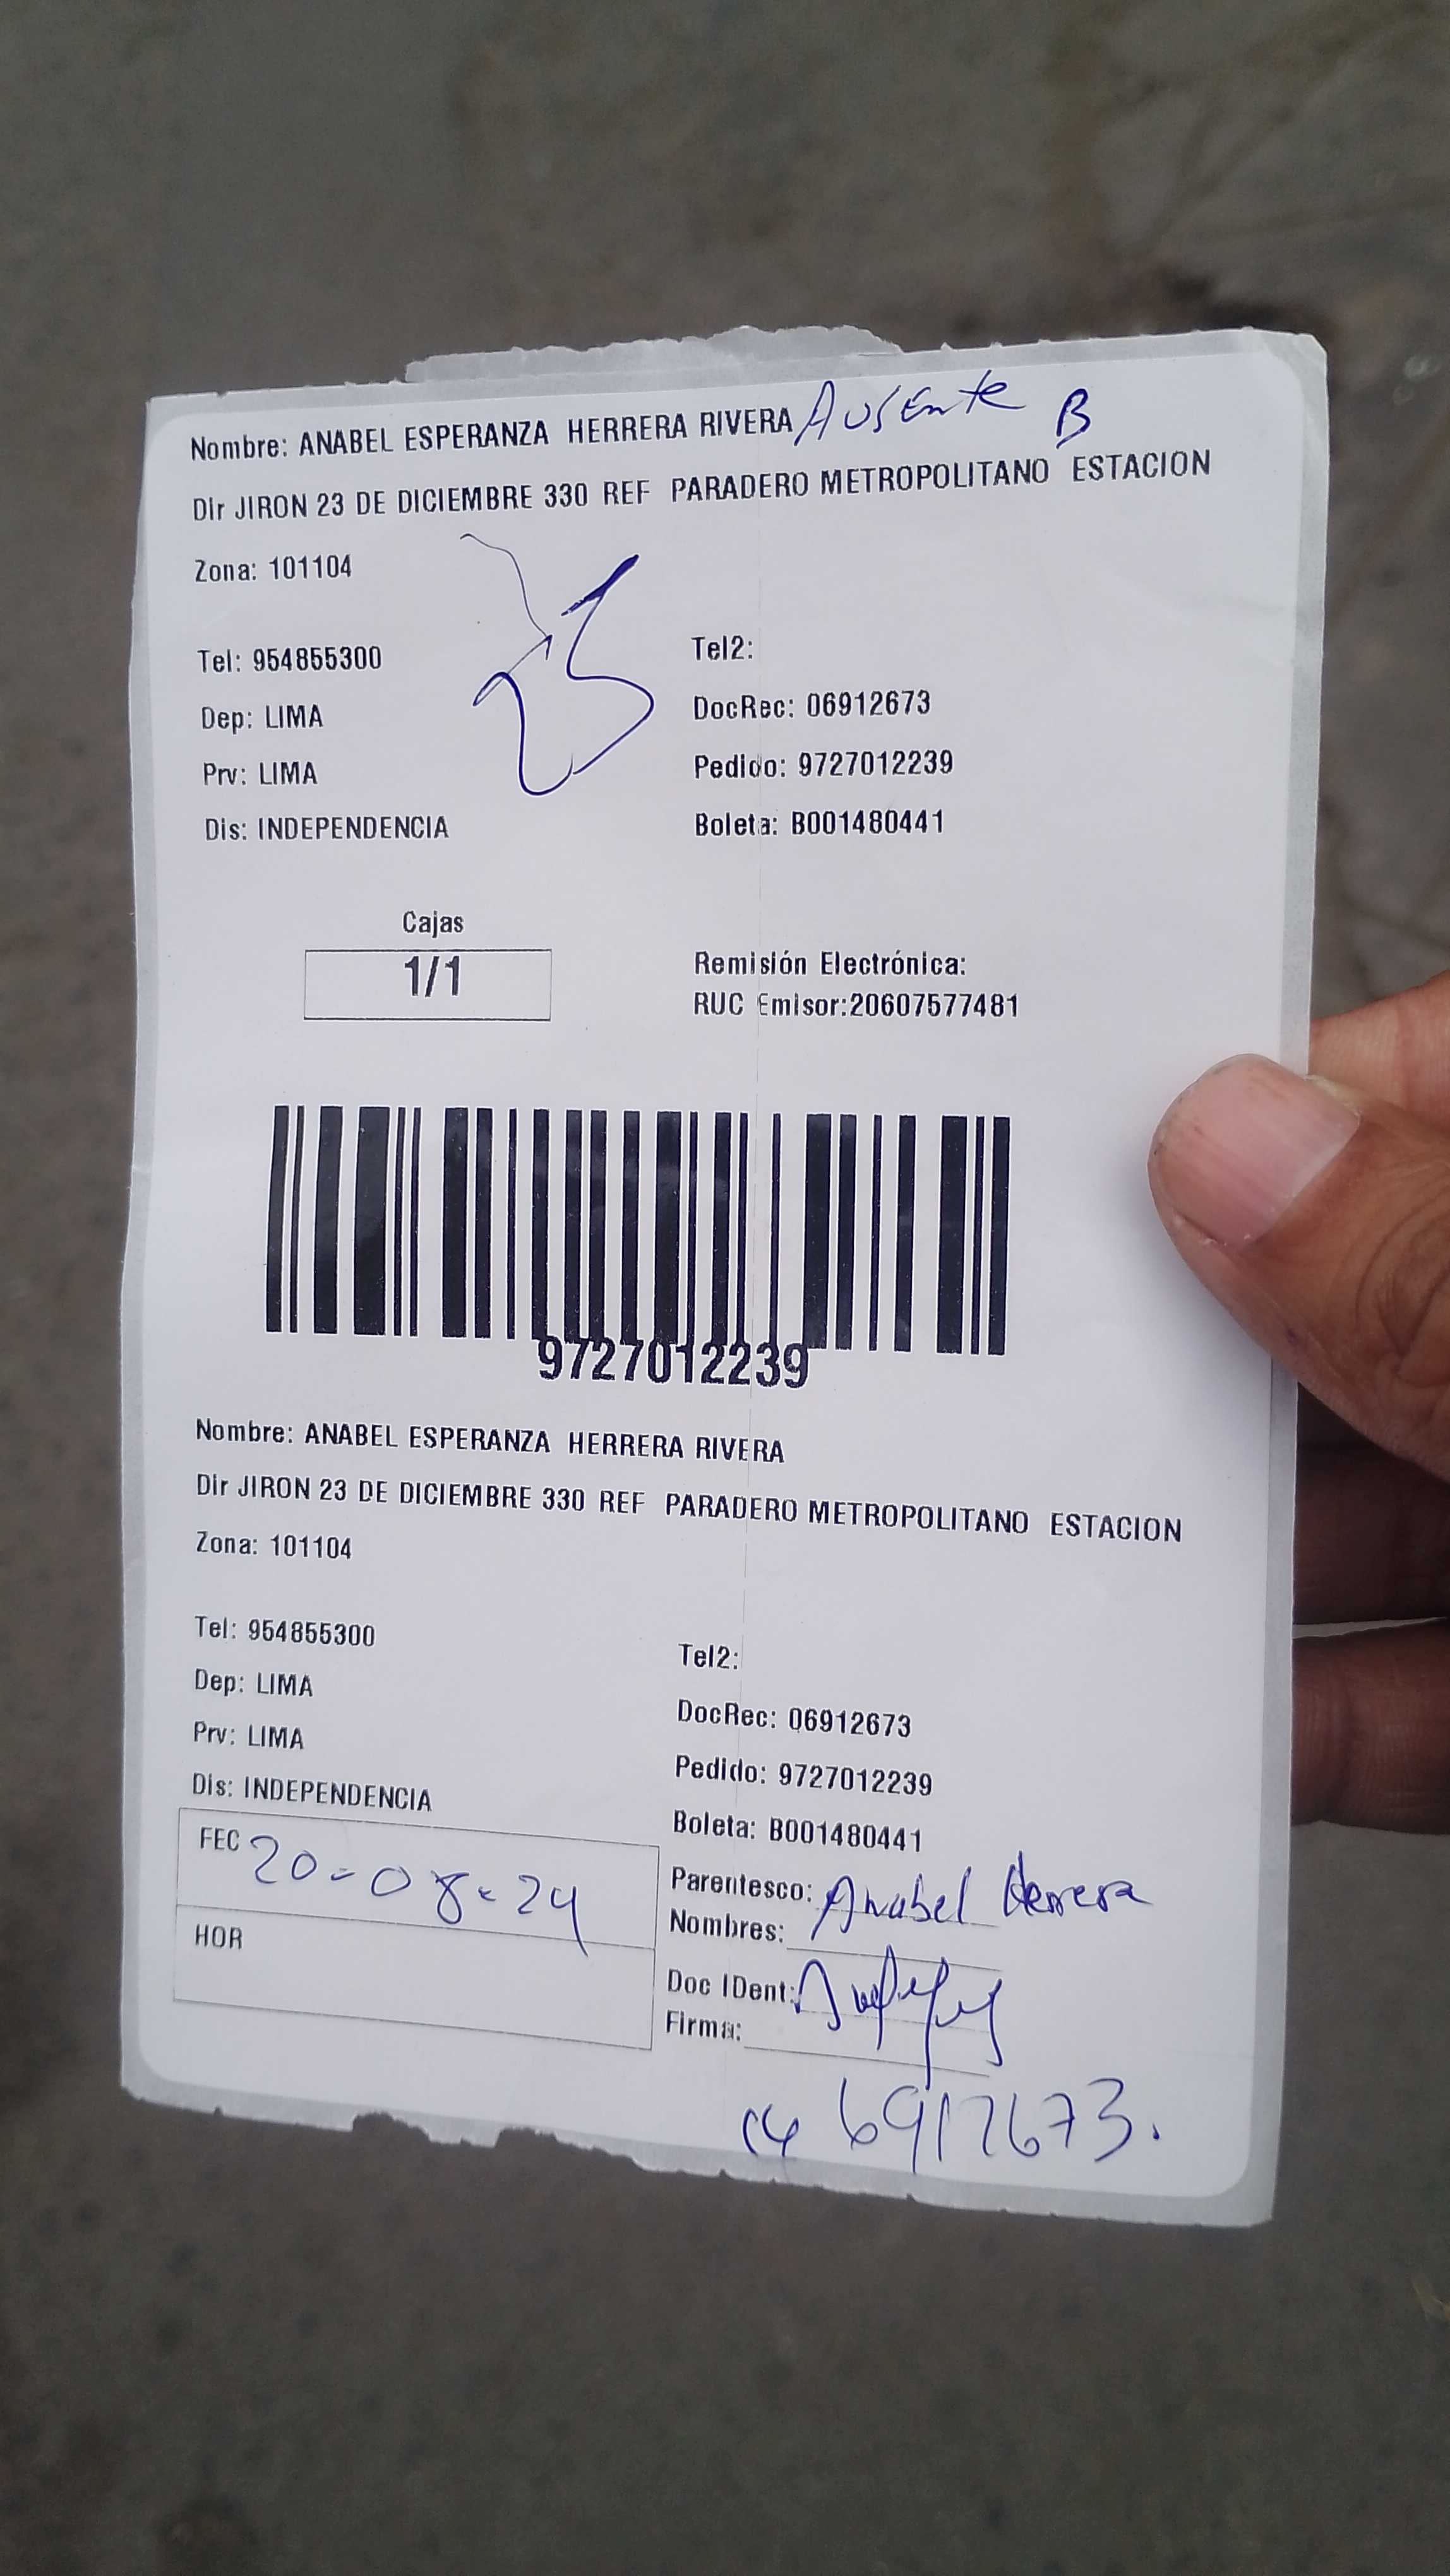 Nombre: ANABEL ESPERANZA HERRERA RIVERA Ausente B
Dir JIRON 23 DE DICIEMBRE 330 REF PARADERO METROPOLITANO ESTACION
Zona: 101104
Tel: 954855300
Tel2:
Dep: LIMA
DocRec: 06912673
Prv: LIMA
Pedido: 9727012239
Dis: INDEPENDENCIA
Boleta: B001480441
Cajas
1/1
Remisión Electrónica:
RUC Emisor:20607577481
9727012239
Nombre: ANABEL ESPERANZA HERRERA RIVERA
Dir JIRON 23 DE DICIEMBRE 330 REF PARADERO METROPOLITANO ESTACION
Zona: 101104
Tel: 954855300
Tel2:
Dep: LIMA
DocRec: 06912673
Prv: LIMA
Pedido: 9727012239
Dis: INDEPENDENCIA
Boleta: B001480441
FEC 20-08-24
HOR
Parentesco: Anabel Herrera
Nombres:
Doc IDent:
Firma:
6912673.